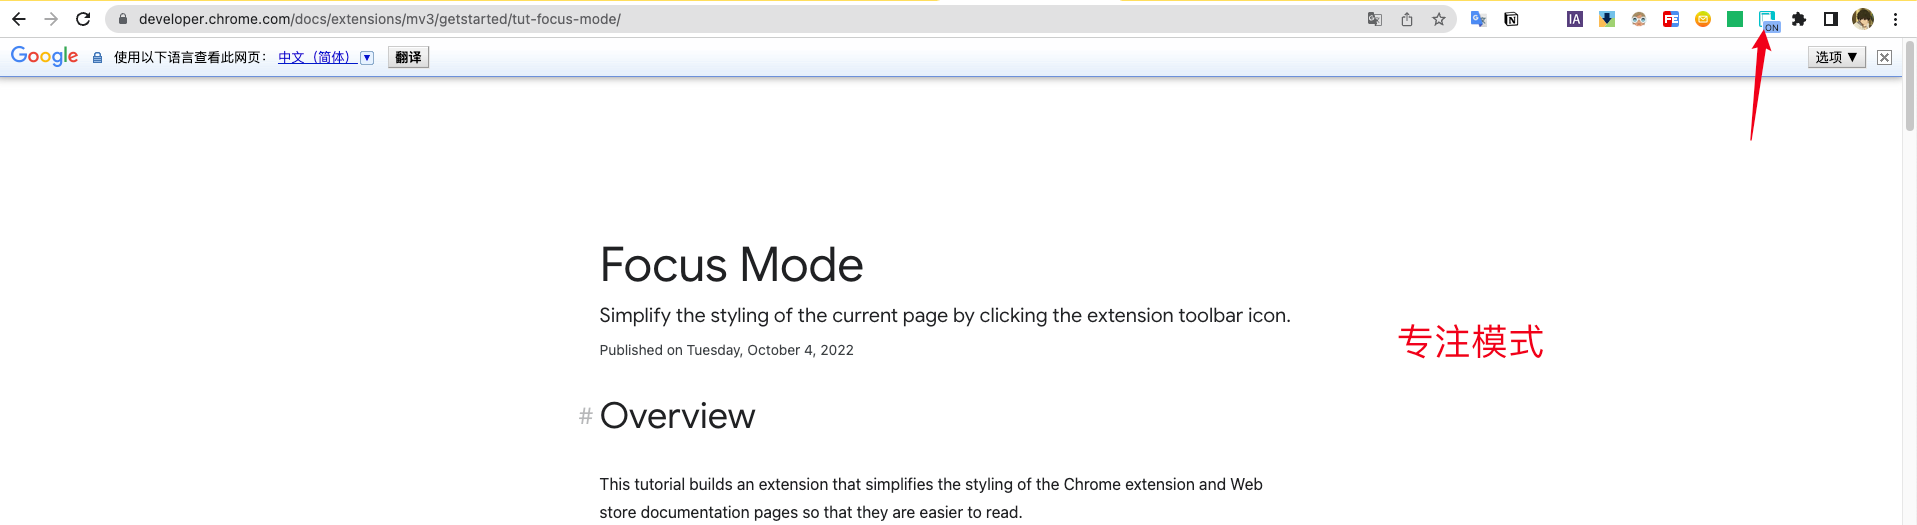 developer.chrome.com/docs/extensions/mv3/getstarted/tut-focus-mode/
IA
FE
ON
Google 使用以下语言查看此网页： 中文（简体） 翻译 选项 ▼
Focus Mode
Simplify the styling of the current page by clicking the extension toolbar icon.
专注模式
Published on Tuesday, October 4, 2022
# Overview
This tutorial builds an extension that simplifies the styling of the Chrome extension and Web
store documentation pages so that they are easier to read.